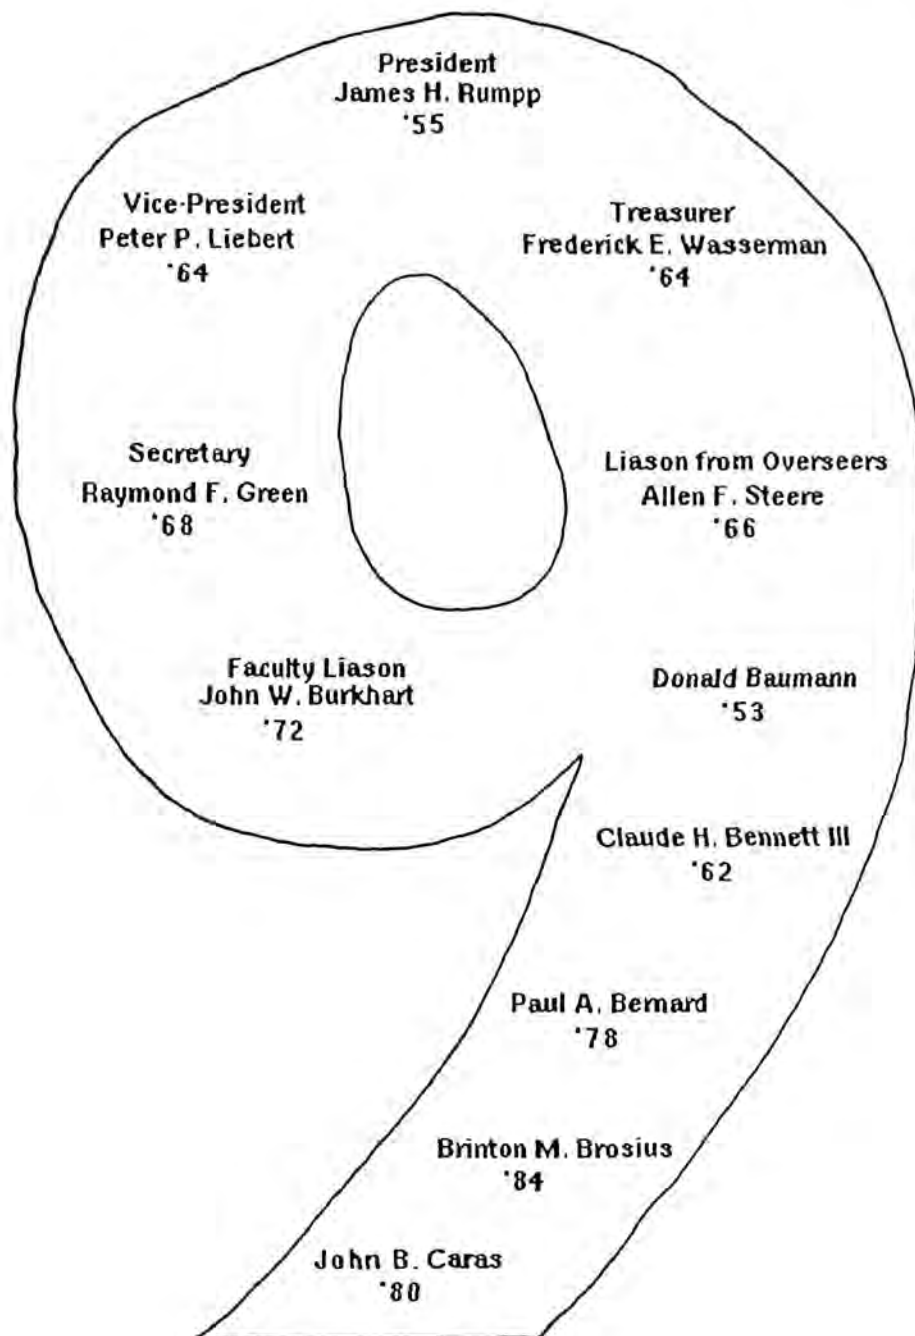 President
James H. Rumpp
'55
Vice-President
Peter P. Liebert
'64
Treasurer
Frederick E. Wasserman
'64
Secretary
Raymond F. Green
'68
Liason from Overseers
Allen F. Steere
'66
Faculty Liason
John W. Burkhart
'72
Donald Baumann
'53
Claude H. Bennett III
'62
Paul A. Bernard
'78
Brinton M. Brosius
'84
John B. Caras
'80